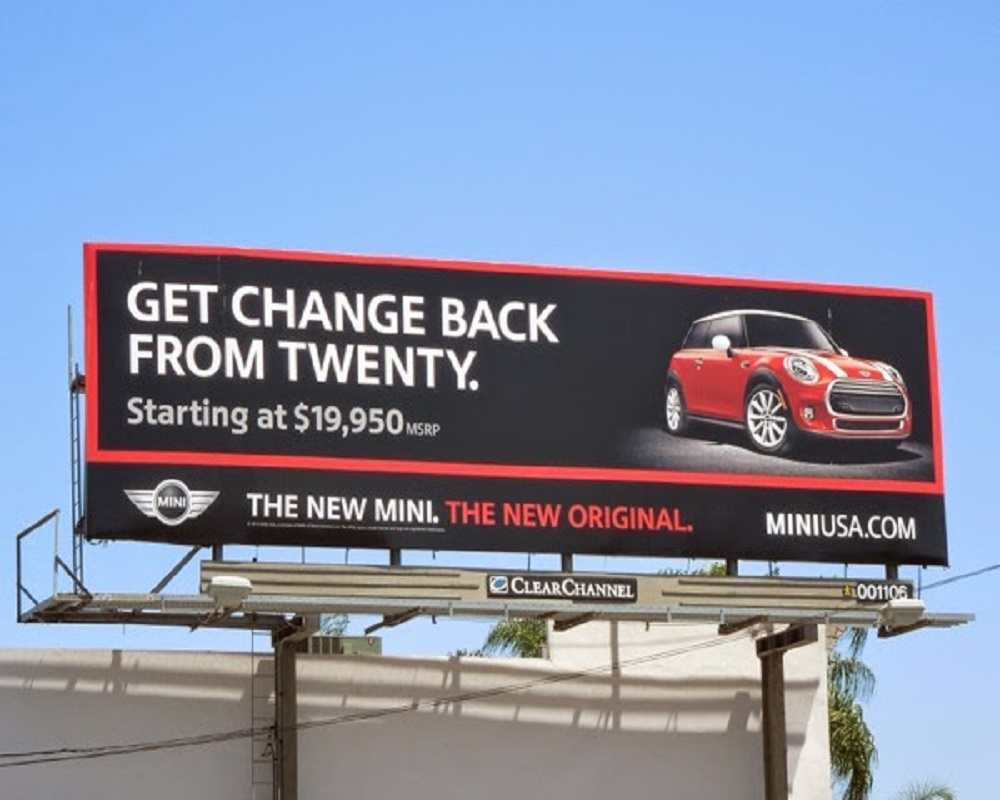 GET CHANGE BACK
FROM TWENTY.
Starting at $19,950 MSRP
MINI
THE NEW MINI. THE NEW ORIGINAL.
MINIUSA.COM
CLEARCHANNEL
001106